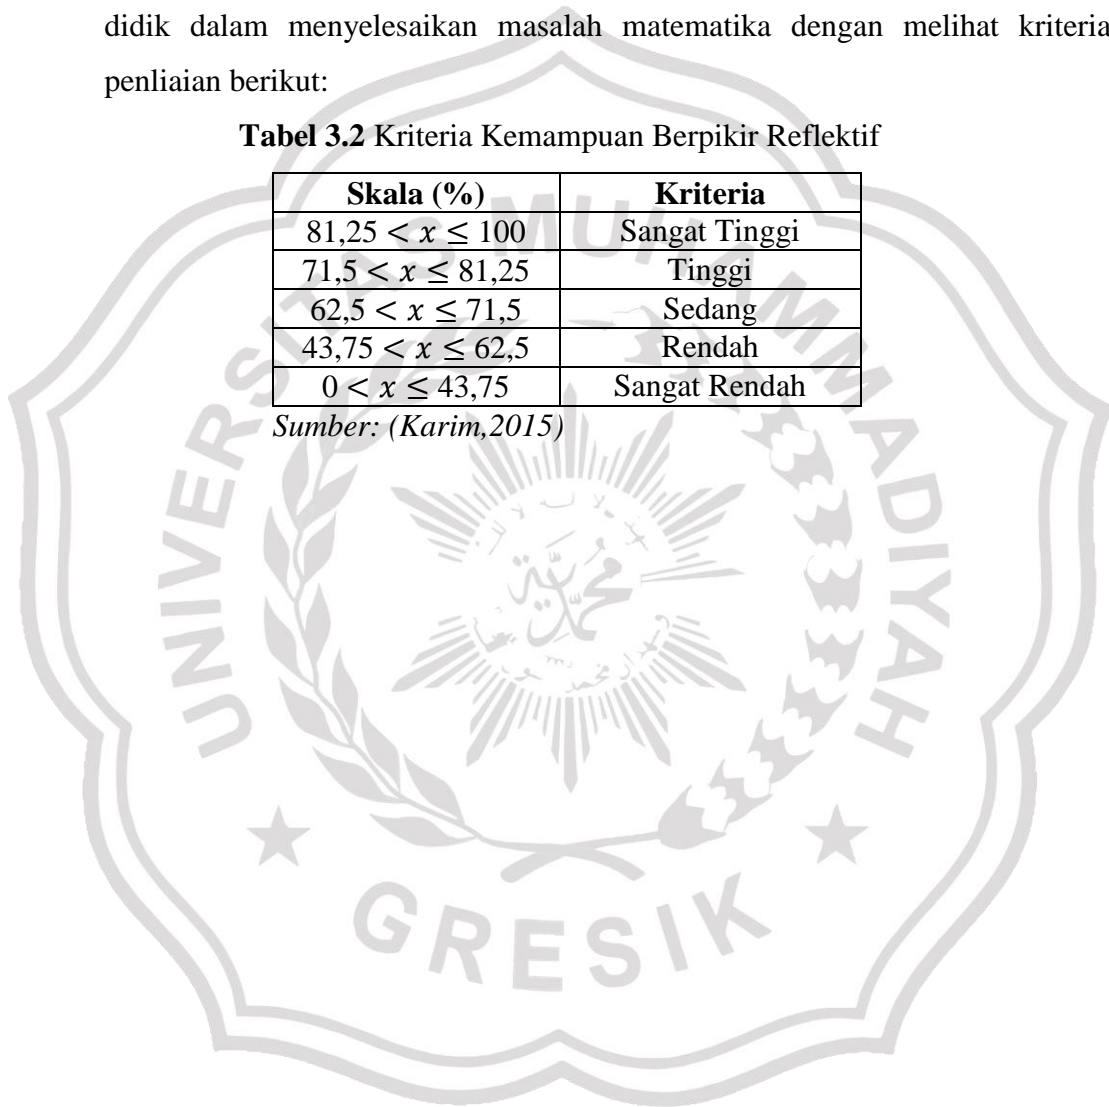 didik dalam menyelesaikan masalah matematika dengan melihat kriteria
penliaian berikut:
Tabel 3.2 Kriteria Kemampuan Berpikir Reflektif
Skala (%) Kriteria
81,25 < 𝑥 ≤ 100 Sangat Tinggi
71,5 < 𝑥 ≤ 81,25 Tinggi
62,5 < 𝑥 ≤ 71,5 Sedang
43,75 < 𝑥 ≤ 62,5 Rendah
0 < 𝑥 ≤ 43,75 Sangat Rendah
Sumber: (Karim,2015)
UNIVERSITAS MUHAMMADIYAH
محمدية
GRESIK